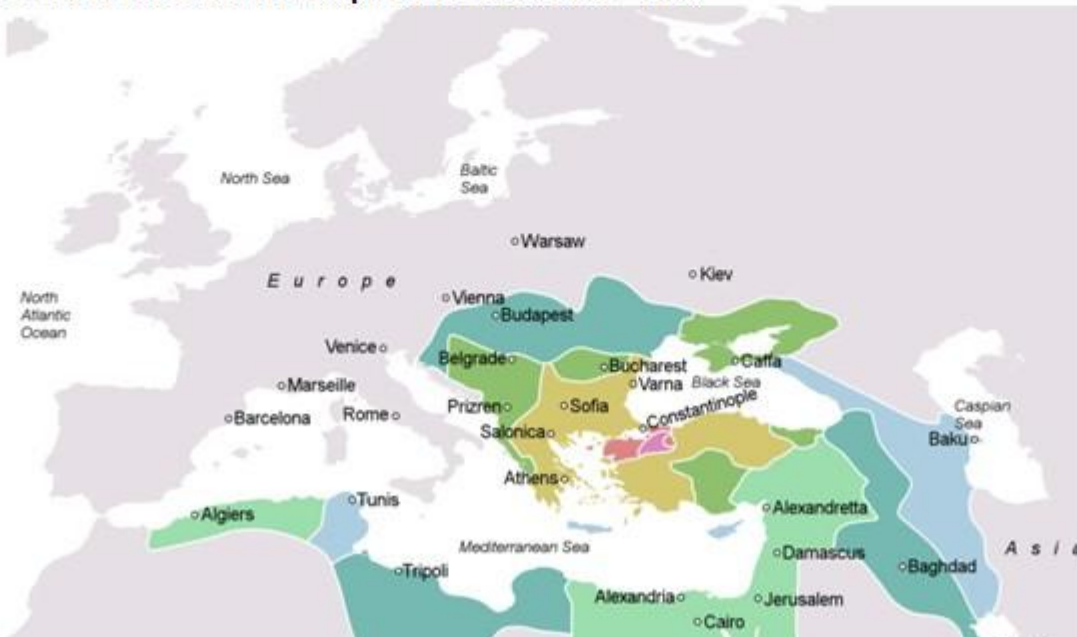 North Sea
Baltic
Sea
Warsaw
Kiev
Europe
North
Atlantic
Ocean
Vienna
Budapest
Venice
Belgrade
Bucharest
Caffa
Marseille
Varna
Black Sea
Barcelona
Rome
Prizren
Sofia
Constantinople
Caspian
Sea
Salonica
Baku
Athens
Tunis
Algiers
Alexandretta
Mediterranean Sea
Damascus
Asia
Tripoli
Baghdad
Alexandria
Jerusalem
Cairo